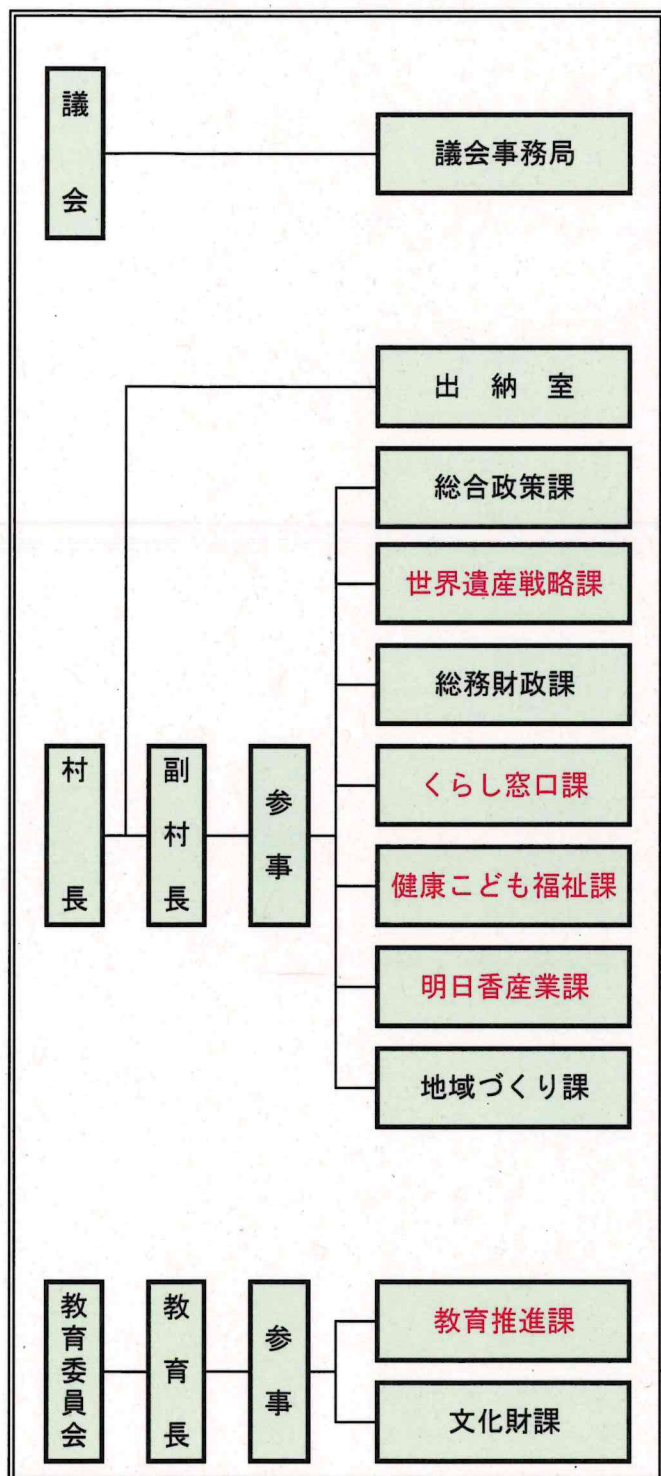 議会
議会事務局
出納室
総合政策課
世界遺産戦略課
総務財政課
村長
副村長
参事
くらし窓口課
健康こども福祉課
明日香産業課
地域づくり課
教育委員会
教育長
参事
教育推進課
文化財課